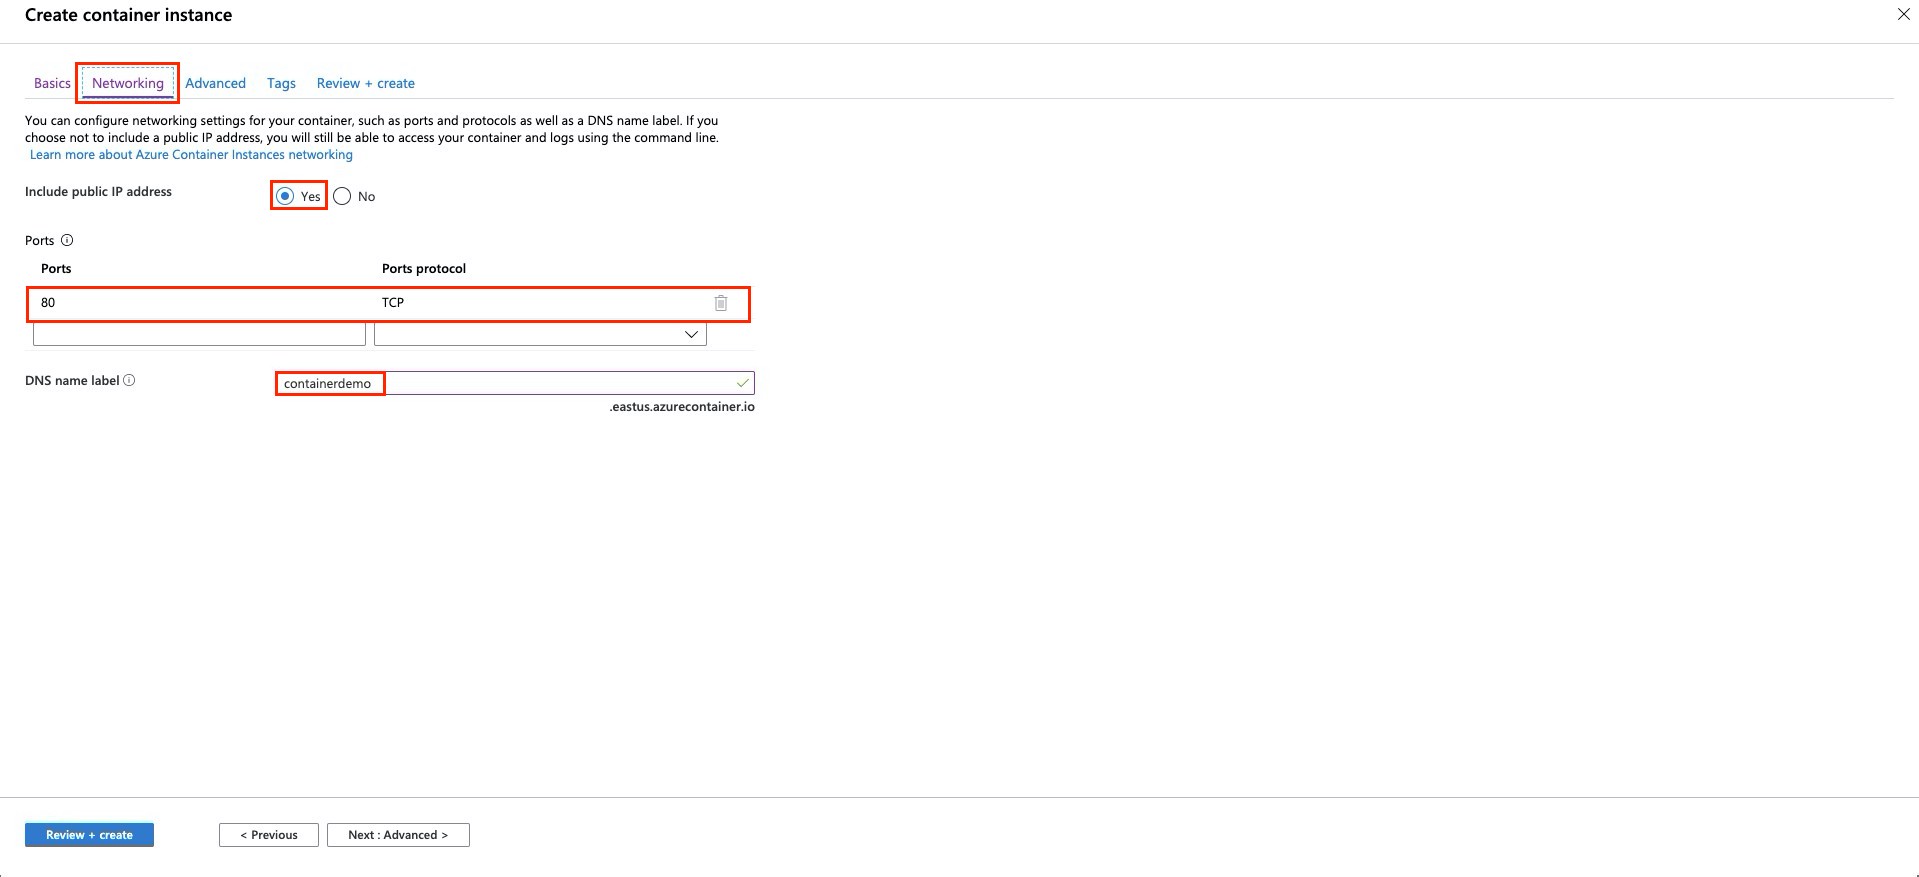 Create container instance
Basics Networking Advanced Tags Review + create
You can configure networking settings for your container, such as ports and protocols as well as a DNS name label. If you
choose not to include a public IP address, you will still be able to access your container and logs using the command line.
Learn more about Azure Container Instances networking
Include public IP address Yes No
Ports
Ports Ports protocol
80 TCP
DNS name label containerdemo
.eastus.azurecontainer.io
Review + create < Previous Next : Advanced >